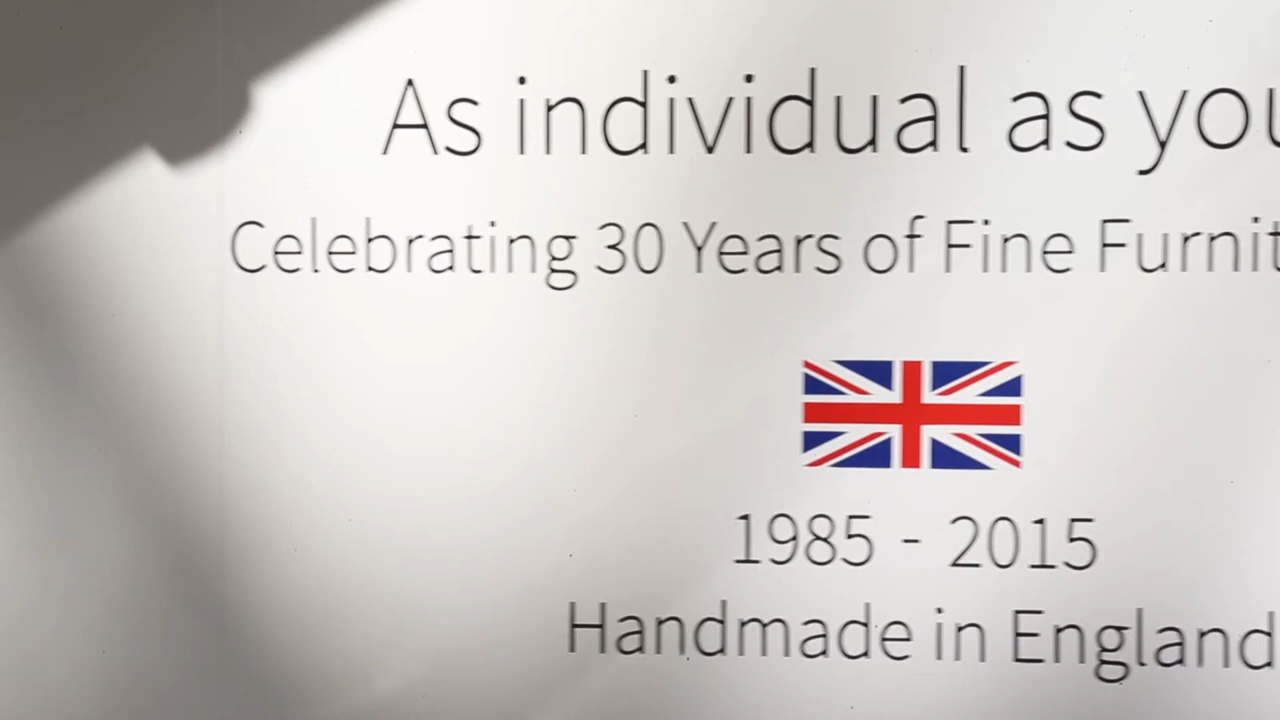 As individual as you
Celebrating 30 Years of Fine Furnit
1985 - 2015
Handmade in England